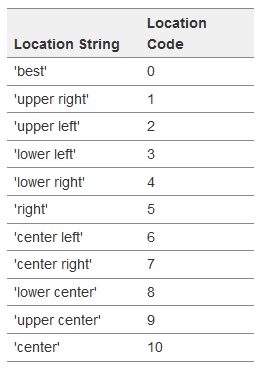 Location String Location Code
'best' 0
'upper right' 1
'upper left' 2
'lower left' 3
'lower right' 4
'right' 5
'center left' 6
'center right' 7
'lower center' 8
'upper center' 9
'center' 10